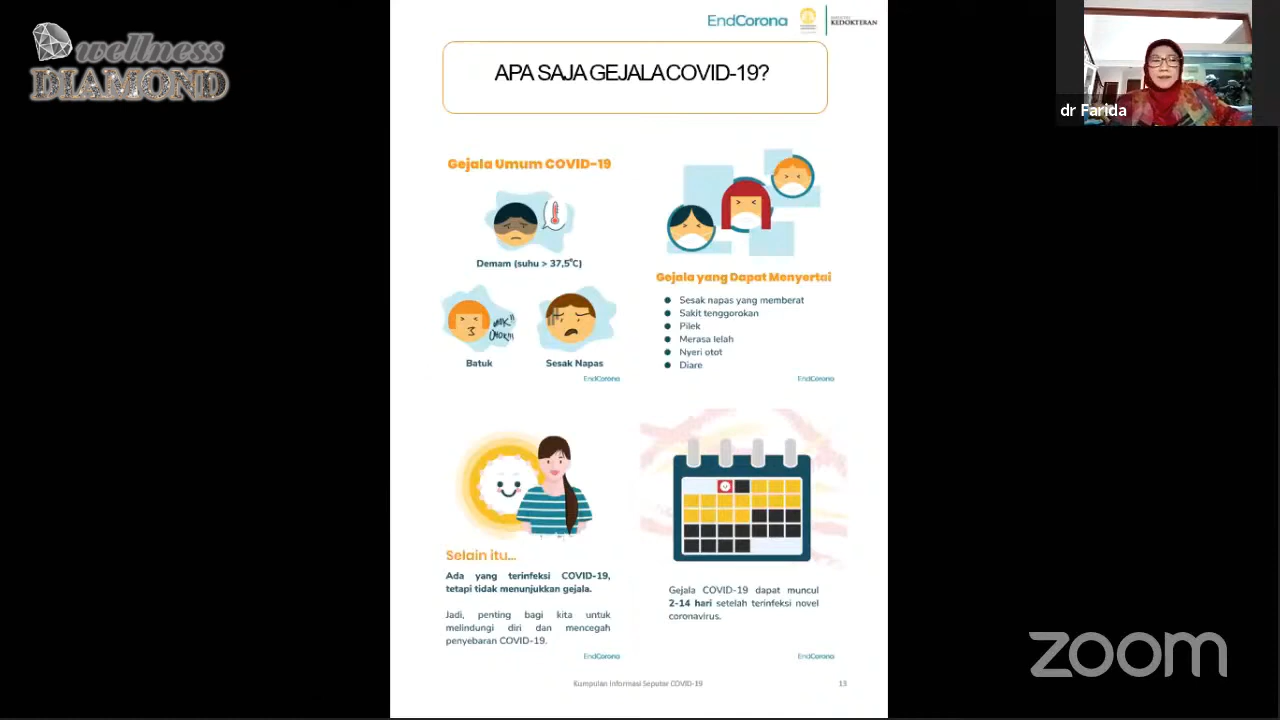 wellness
DIAMOND
EndCorona
KEDOKTERAN
APA SAJA GEJALA COVID-19?
dr Farida
Gejala Umum COVID-19
Demam (suhu > 37,5°C)
Batuk
Sesak Napas
EndCorona
Gejala yang Dapat Menyertai
Sesak napas yang memberat
Sakit tenggorokan
Pilek
Merasa lelah
Nyeri otot
Diare
EndCorona
Selain itu...
Ada yang terinfeksi COVID-19,
tetapi tidak menunjukkan gejala.
Jadi, penting bagi kita untuk
melindungi diri dan mencegah
penyebaran COVID-19.
EndCorona
Gejala COVID-19 dapat muncul
2-14 hari setelah terinfeksi novel
coronavirus.
EndCorona
Kumpulan Informasi Seputar COVID-19
13
zoom